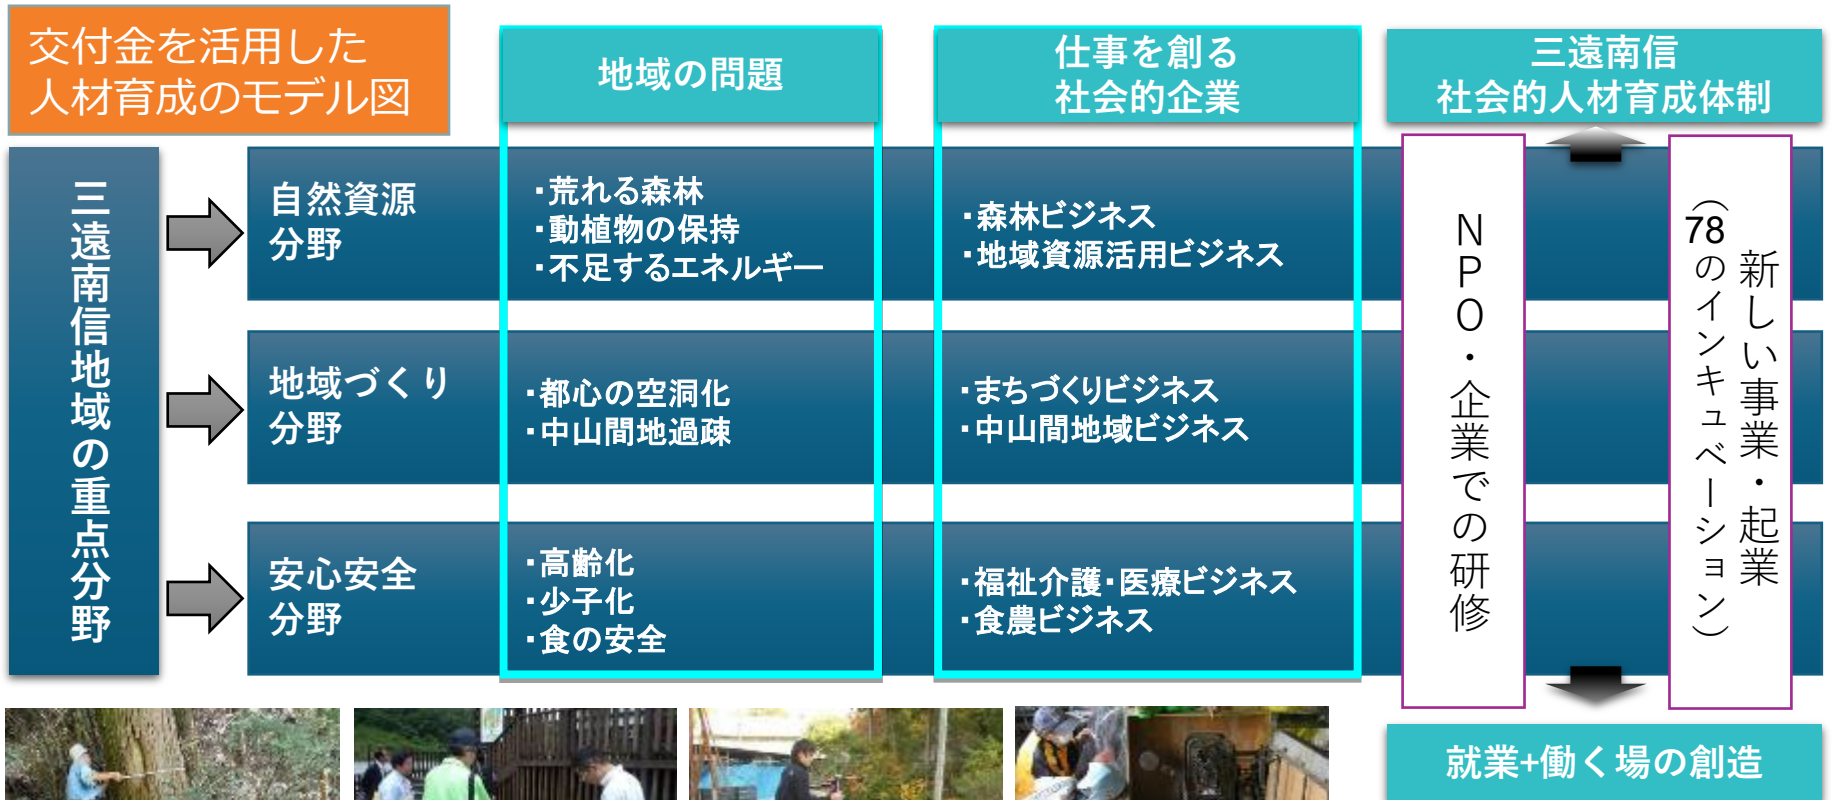 交付金を活用した
人材育成のモデル図
地域の問題
仕事を創る
社会的企業
三遠南信
社会的人材育成体制
三遠南信地域の重点分野
自然資源
分野
・荒れる森林
・動植物の保持
・不足するエネルギー
・森林ビジネス
・地域資源活用ビジネス
地域づくり
分野
・都心の空洞化
・中山間地過疎
・まちづくりビジネス
・中山間地域ビジネス
安心安全
分野
・高齢化
・少子化
・食の安全
・福祉介護・医療ビジネス
・食農ビジネス
NPO・企業での研修
新しい事業・起業
（78のインキュベーション）
就業+働く場の創造